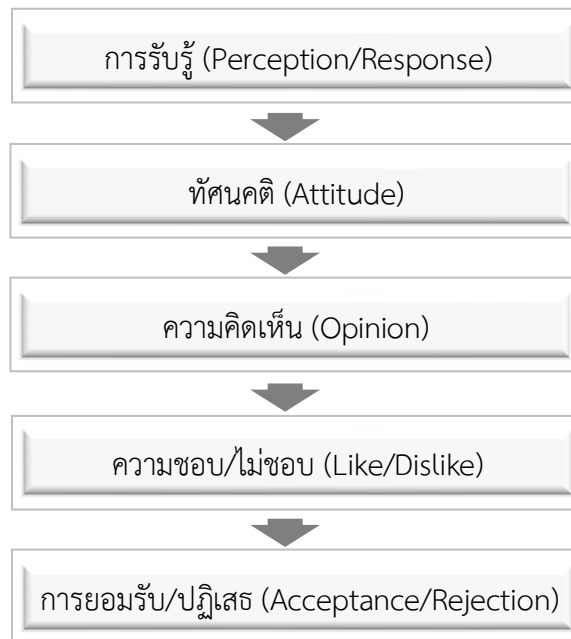 การรับรู้ (Perception/Response)
ทัศนคติ (Attitude)
ความคิดเห็น (Opinion)
ความชอบ/ไม่ชอบ (Like/Dislike)
การยอมรับ/ปฏิเสธ (Acceptance/Rejection)